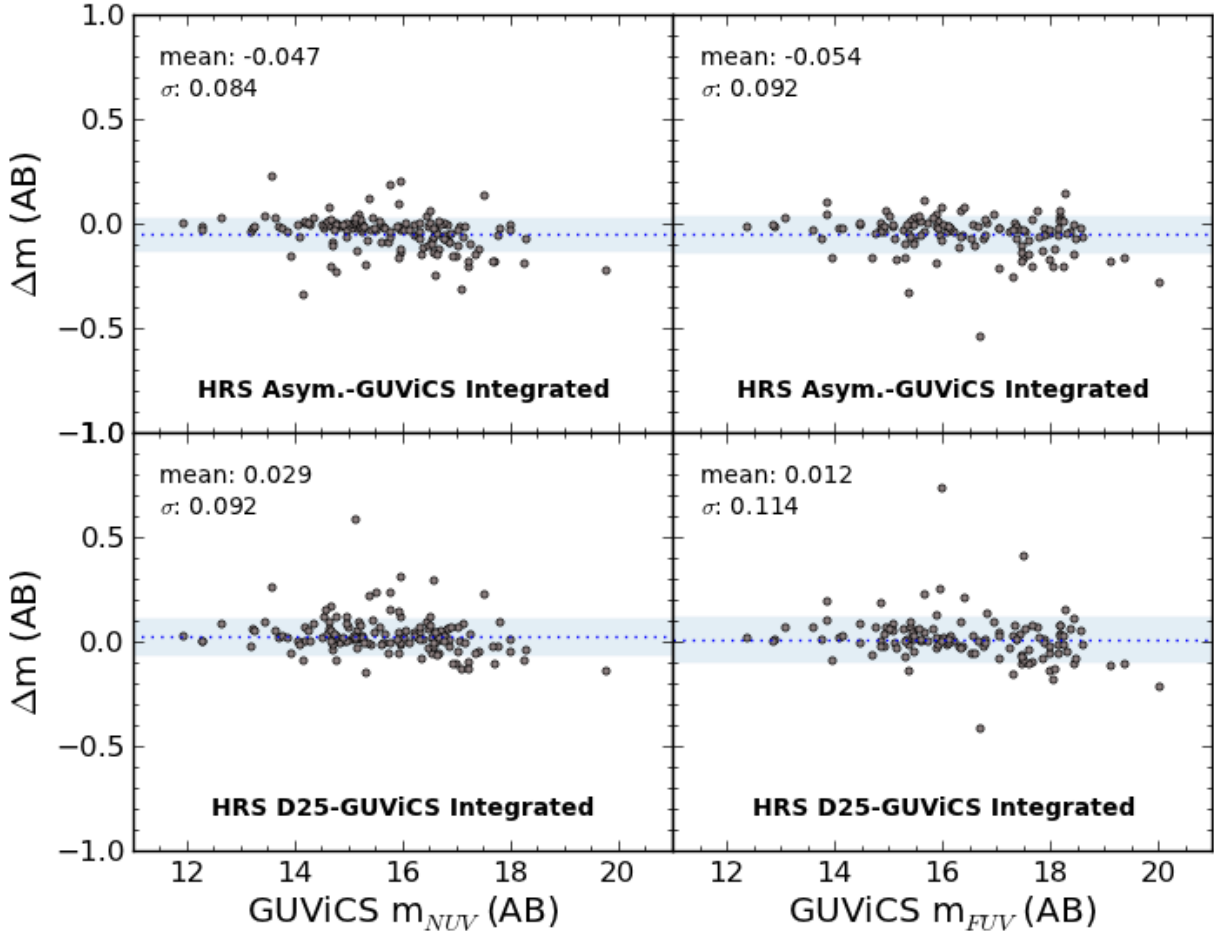 1.0
0.5
0.0
−0.5
−1.0
Δm (AB)
mean: -0.047
σ: 0.084
HRS Asym.-GUViCS Integrated
mean: -0.054
σ: 0.092
HRS Asym.-GUViCS Integrated
1.0
0.5
0.0
−0.5
−1.0
Δm (AB)
mean: 0.029
σ: 0.092
HRS D25-GUViCS Integrated
mean: 0.012
σ: 0.114
HRS D25-GUViCS Integrated
12 14 16 18 20
12 14 16 18 20
GUViCS m_NUV (AB)
GUViCS m_FUV (AB)